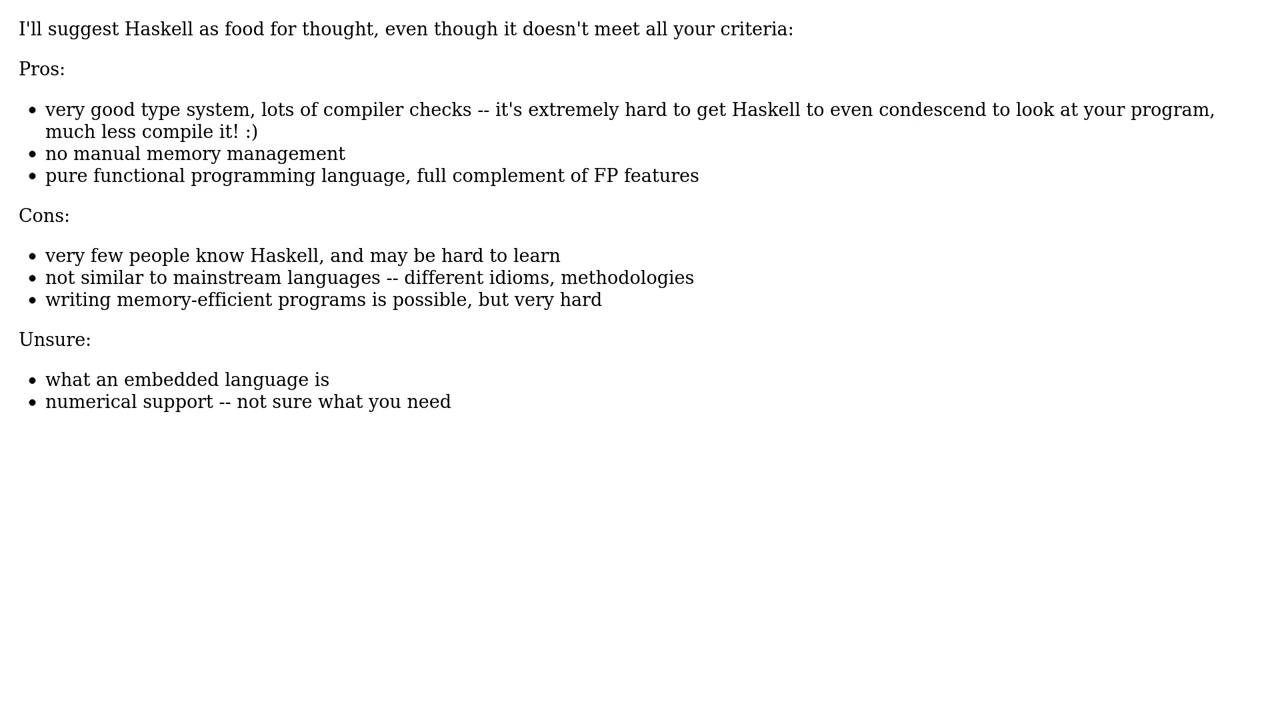 I'll suggest Haskell as food for thought, even though it doesn't meet all your criteria:
Pros:
• very good type system, lots of compiler checks -- it's extremely hard to get Haskell to even condescend to look at your program,
much less compile it! :)
• no manual memory management
• pure functional programming language, full complement of FP features
Cons:
• very few people know Haskell, and may be hard to learn
• not similar to mainstream languages -- different idioms, methodologies
• writing memory-efficient programs is possible, but very hard
Unsure:
• what an embedded language is
• numerical support -- not sure what you need